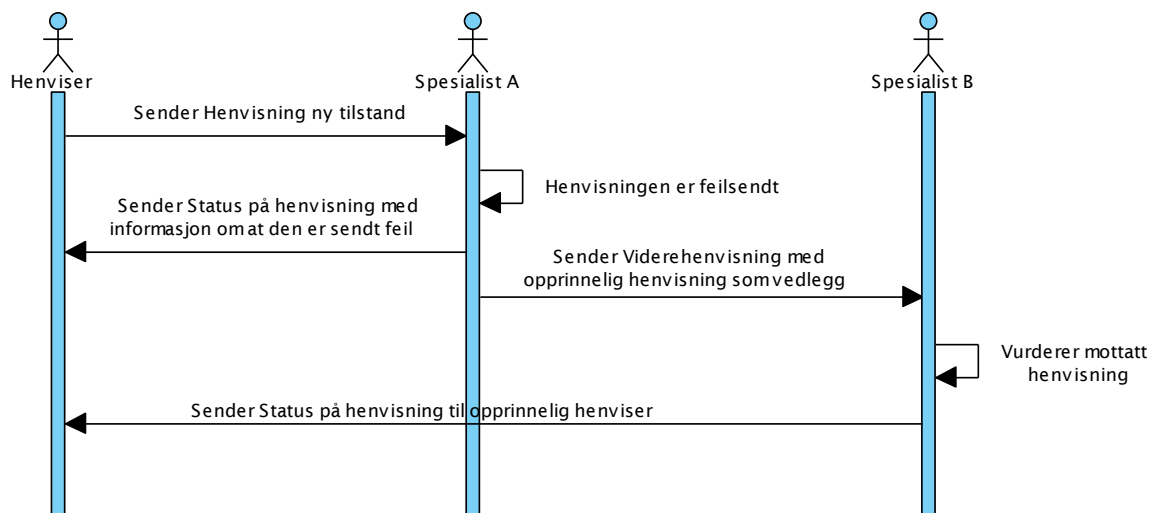 Henviser
Spesialist A
Spesialist B
Sender Henvisning ny tilstand
Henvisningen er feilsendt
Sender Status på henvisning med
informasjon om at den er sendt feil
Sender Viderehenvisning med
opprinnelig henvisning som vedlegg
Vurderer mottatt
henvisning
Sender Status på henvisning til opprinnelig henviser